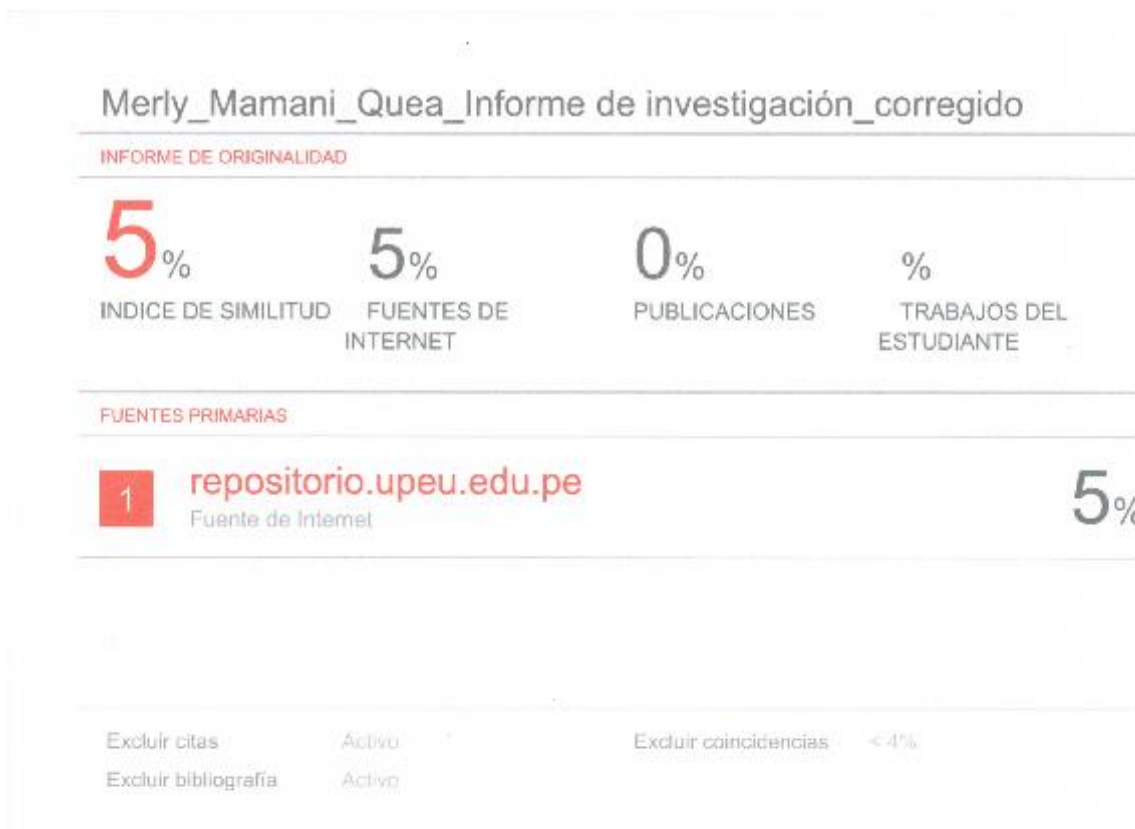 Merly_Mamani_Quea_Informe de investigación_corregido
INFORME DE ORIGINALIDAD
5% 5% 0% %
INDICE DE SIMILITUD FUENTES DE INTERNET PUBLICACIONES TRABAJOS DEL ESTUDIANTE
FUENTES PRIMARIAS
1 repositorio.upeu.edu.pe 5%
Fuente de Internet
Excluir citas Activo Excluir coincidencias < 4%
Excluir bibliografía Activo